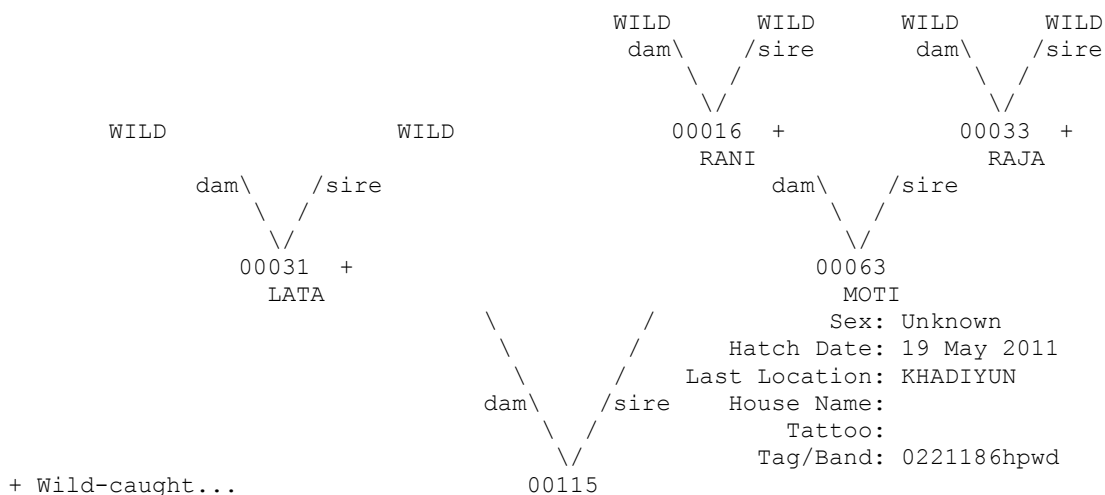 WILD WILD WILD WILD
dam\ /sire dam\ /sire
\ / \ /
\/ \/
WILD WILD 00016 + 00033 +
RANI RAJA
dam\ /sire dam\ /sire
\ / \ /
\/ \/
00031 + 00063
LATA MOTI
\ / Sex: Unknown
\ / Hatch Date: 19 May 2011
\ / Last Location: KHADIYUN
dam\ /sire House Name:
\ / Tattoo:
\/ Tag/Band: 0221186hpwd
+ Wild-caught... 00115